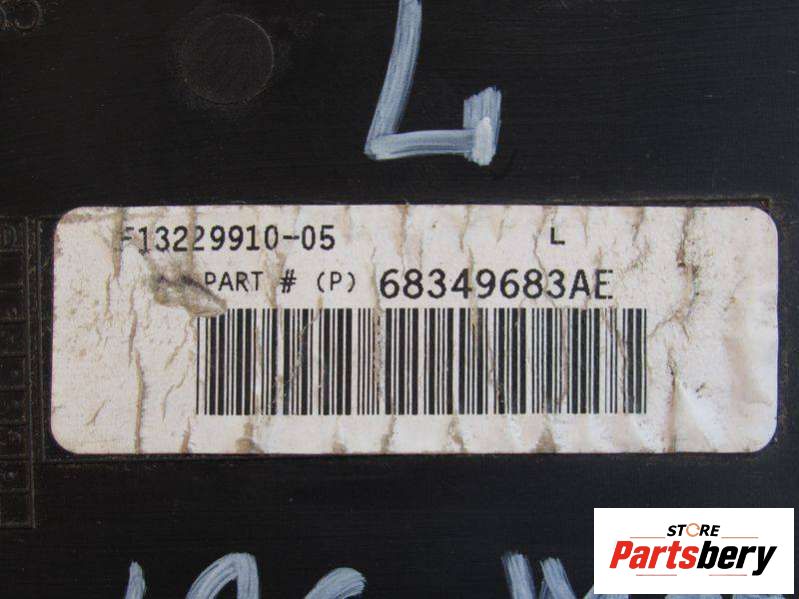 L
F13229910-05 L
PART # (P) 68349683AE
STORE
Partsbery